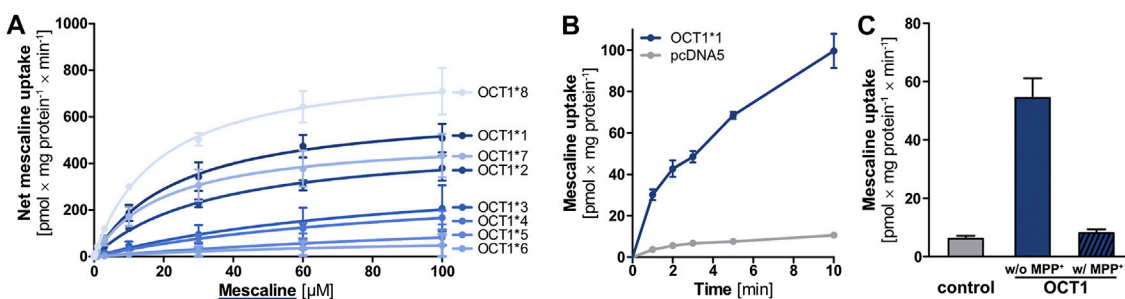 A
Net mescaline uptake
[pmol × mg protein⁻¹ × min⁻¹]
1000
800
600
400
200
0
0
20
40
60
80
100
Mescaline [µM]
OCT1*8
OCT1*1
OCT1*7
OCT1*2
OCT1*3
OCT1*4
OCT1*5
OCT1*6
B
Mescaline uptake
[pmol × mg protein⁻¹]
OCT1*1
pcDNA5
100
80
60
40
20
0
0
2
4
6
8
10
Time [min]
C
Mescaline uptake
[pmol × mg protein⁻¹ × min⁻¹]
80
60
40
20
0
control
w/o MPP⁺
w/ MPP⁺
OCT1